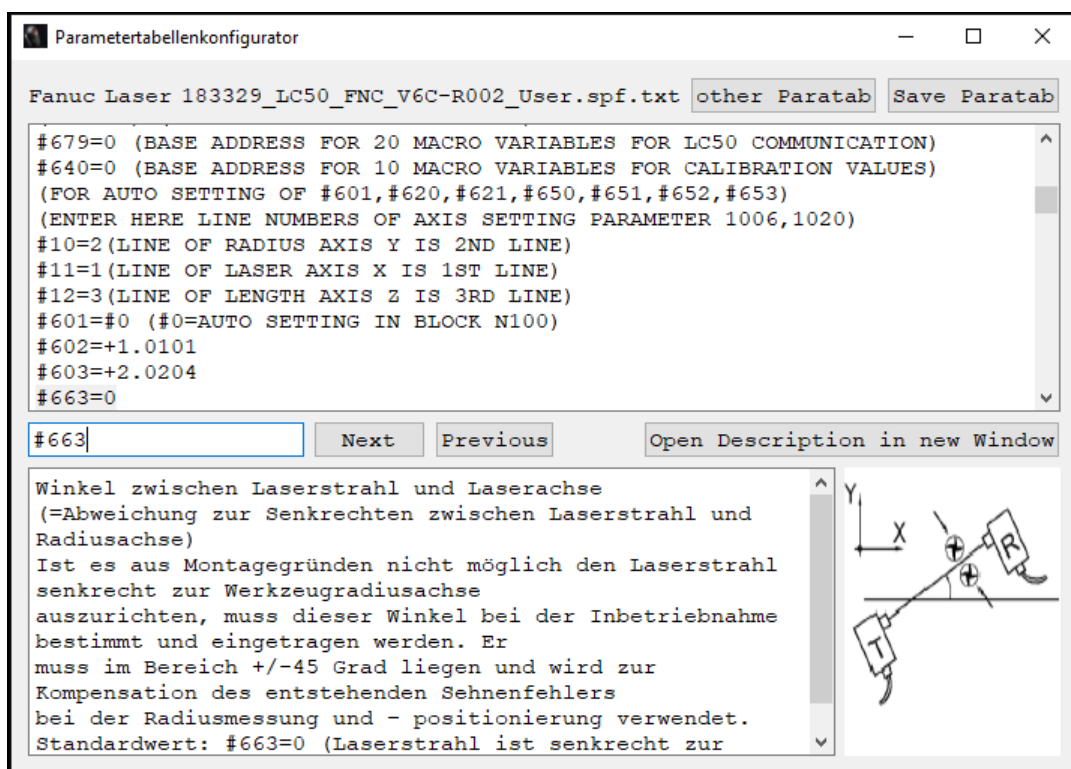 Parametertabellenkonfigurator
Fanuc Laser 183329_LC50_FNC_V6C-R002_User.spf.txt other Paratab Save Paratab
#679=0 (BASE ADDRESS FOR 20 MACRO VARIABLES FOR LC50 COMMUNICATION)
#640=0 (BASE ADDRESS FOR 10 MACRO VARIABLES FOR CALIBRATION VALUES)
(FOR AUTO SETTING OF #601,#620,#621,#650,#651,#652,#653)
(ENTER HERE LINE NUMBERS OF AXIS SETTING PARAMETER 1006,1020)
#10=2(LINE OF RADIUS AXIS Y IS 2ND LINE)
#11=1(LINE OF LASER AXIS X IS 1ST LINE)
#12=3(LINE OF LENGTH AXIS Z IS 3RD LINE)
#601=#0 (#0=AUTO SETTING IN BLOCK N100)
#602=+1.0101
#603=+2.0204
#663=0
#663 Next Previous Open Description in new Window
Winkel zwischen Laserstrahl und Laserachse
(=Abweichung zur Senkrechten zwischen Laserstrahl und
Radiusachse)
Ist es aus Montagegründen nicht möglich den Laserstrahl
senkrecht zur Werkzeugradiusachse
auszurichten, muss dieser Winkel bei der Inbetriebnahme
bestimmt und eingetragen werden. Er
muss im Bereich +/-45 Grad liegen und wird zur
Kompensation des entstehenden Sehnenfehlers
bei der Radiusmessung und - positionierung verwendet.
Standardwert: #663=0 (Laserstrahl ist senkrecht zur
Y
X
R
T